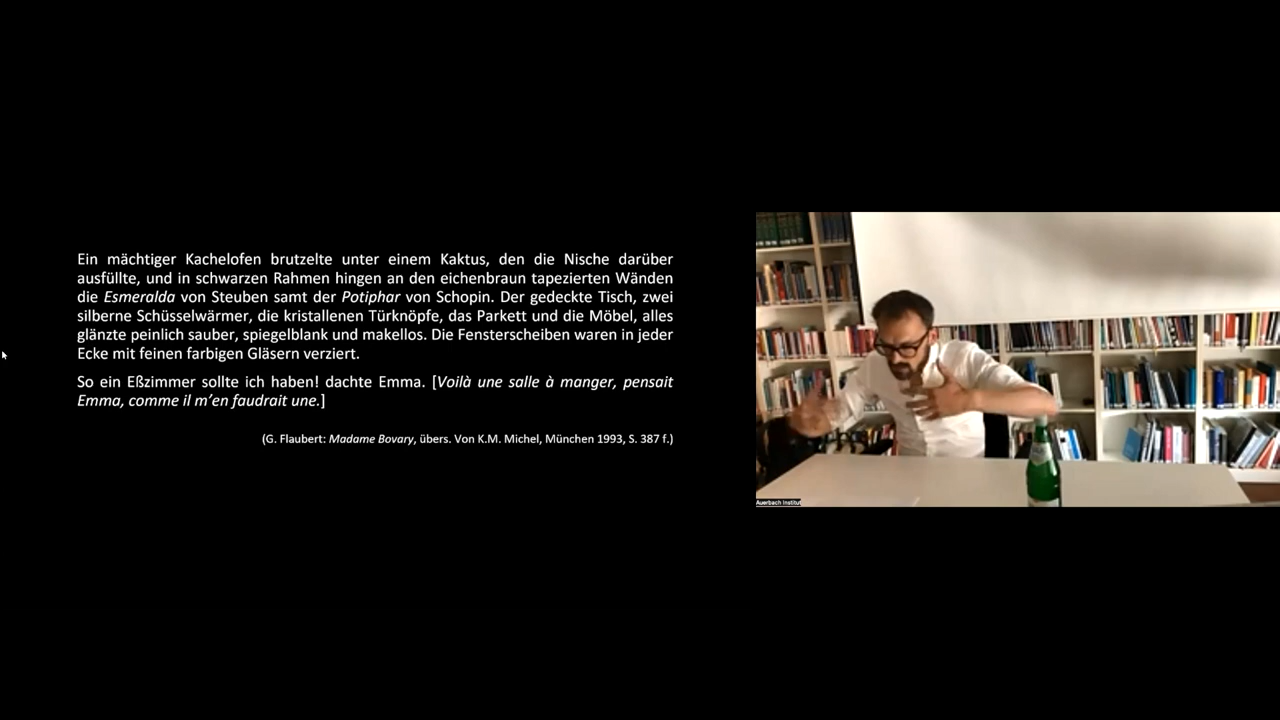 Ein mächtiger Kachelofen brutzelte unter einem Kaktus, den die Nische darüber
ausfüllte, und in schwarzen Rahmen hingen an den eichenbraun tapezierten Wänden
die Esmeralda von Steuben samt der Potiphar von Schopin. Der gedeckte Tisch, zwei
silberne Schüsselwärmer, die kristallenen Türknöpfe, das Parkett und die Möbel, alles
glänzte peinlich sauber, spiegelblank und makellos. Die Fensterscheiben waren in jeder
Ecke mit feinen farbigen Gläsern verziert.
So ein Eßzimmer sollte ich haben! dachte Emma. [Voilà une salle à manger, pensait
Emma, comme il m’en faudrait une.]
(G. Flaubert: Madame Bovary, übers. Von K.M. Michel, München 1993, S. 387 f.)
Auerbach Institut